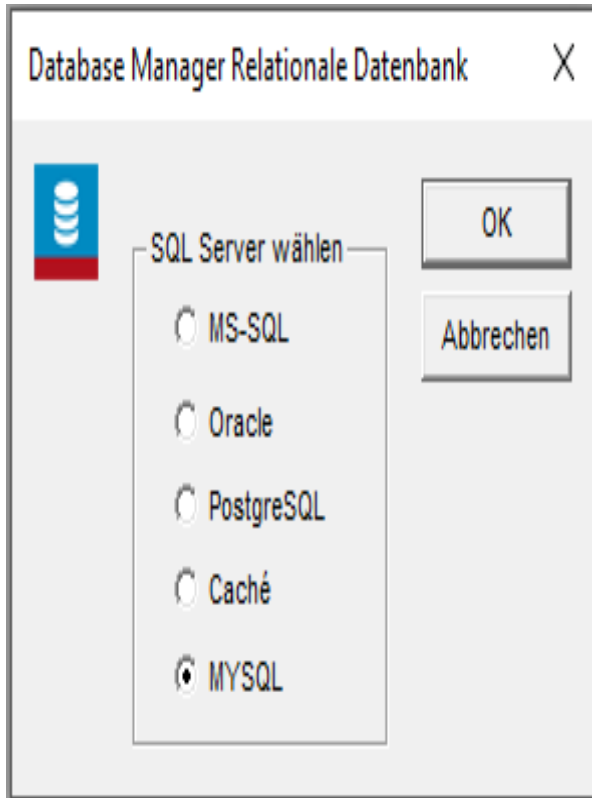 Database Manager Relationale Datenbank
SQL Server wählen
MS-SQL
Oracle
PostgreSQL
Caché
MYSQL
OK
Abbrechen